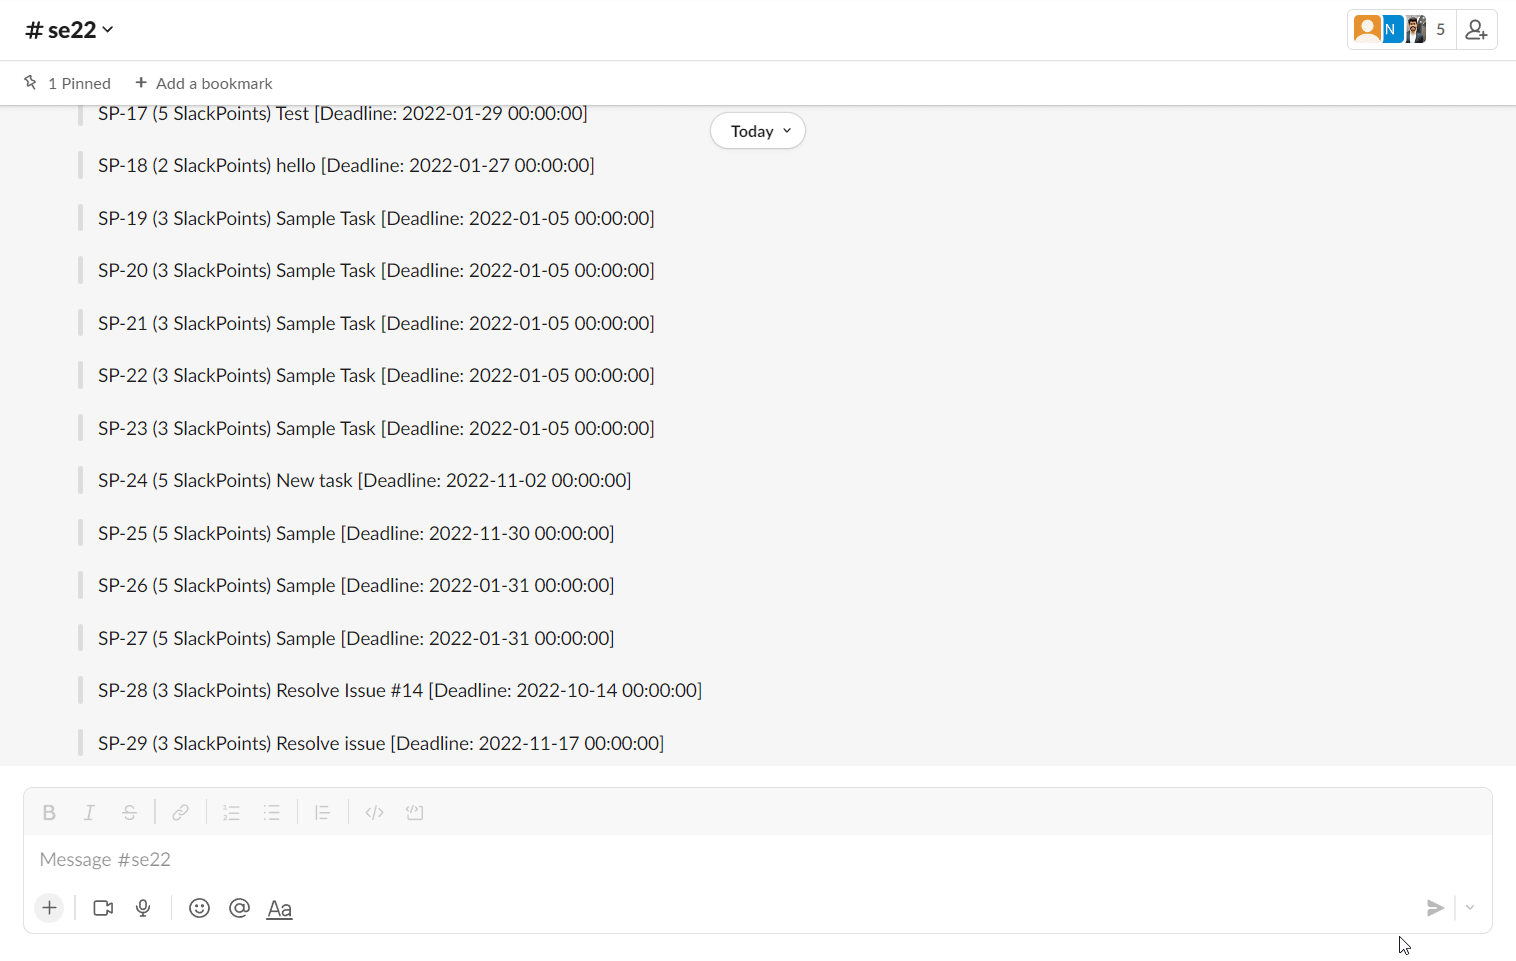 # se22
N 5
1 Pinned + Add a bookmark
SP-17 (5 SlackPoints) Test [Deadline: 2022-01-29 00:00:00]
Today
SP-18 (2 SlackPoints) hello [Deadline: 2022-01-27 00:00:00]
SP-19 (3 SlackPoints) Sample Task [Deadline: 2022-01-05 00:00:00]
SP-20 (3 SlackPoints) Sample Task [Deadline: 2022-01-05 00:00:00]
SP-21 (3 SlackPoints) Sample Task [Deadline: 2022-01-05 00:00:00]
SP-22 (3 SlackPoints) Sample Task [Deadline: 2022-01-05 00:00:00]
SP-23 (3 SlackPoints) Sample Task [Deadline: 2022-01-05 00:00:00]
SP-24 (5 SlackPoints) New task [Deadline: 2022-11-02 00:00:00]
SP-25 (5 SlackPoints) Sample [Deadline: 2022-11-30 00:00:00]
SP-26 (5 SlackPoints) Sample [Deadline: 2022-01-31 00:00:00]
SP-27 (5 SlackPoints) Sample [Deadline: 2022-01-31 00:00:00]
SP-28 (3 SlackPoints) Resolve Issue #14 [Deadline: 2022-10-14 00:00:00]
SP-29 (3 SlackPoints) Resolve issue [Deadline: 2022-11-17 00:00:00]
B I S
Message #se22
+ @ Aa